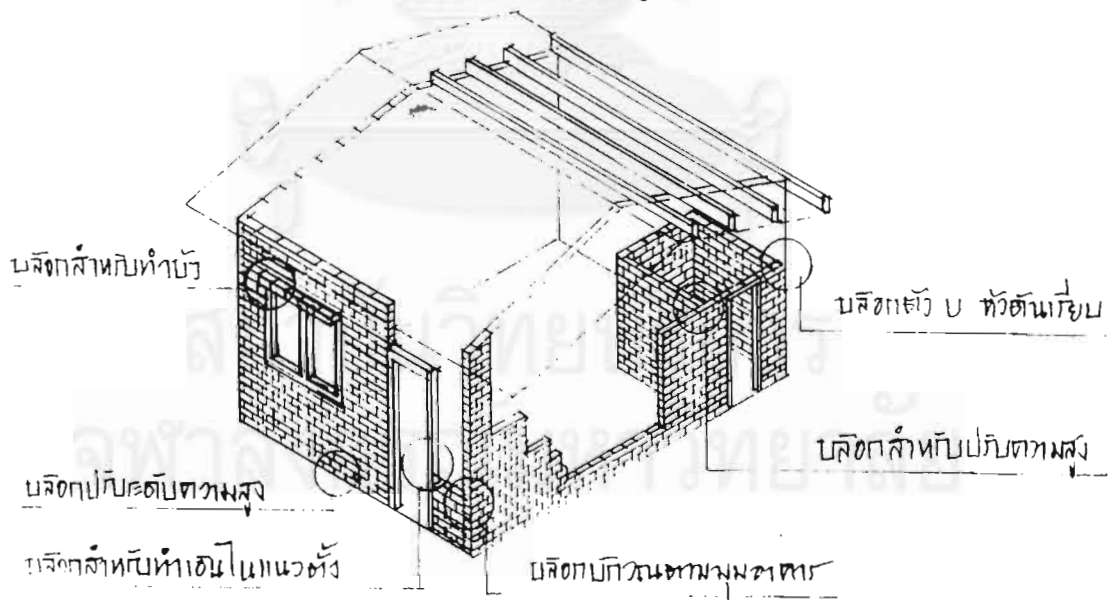 บล๊อกสำหรับทำบัว
บล๊อกตัว U หัวตันเรียบ
บล๊อกสำหรับปรับความสูง
บล๊อกปรับระดับความสูง
บล๊อกสำหรับทำเอ็นในแนวตั้ง
บล๊อกบริเวณตามมุมอาคาร